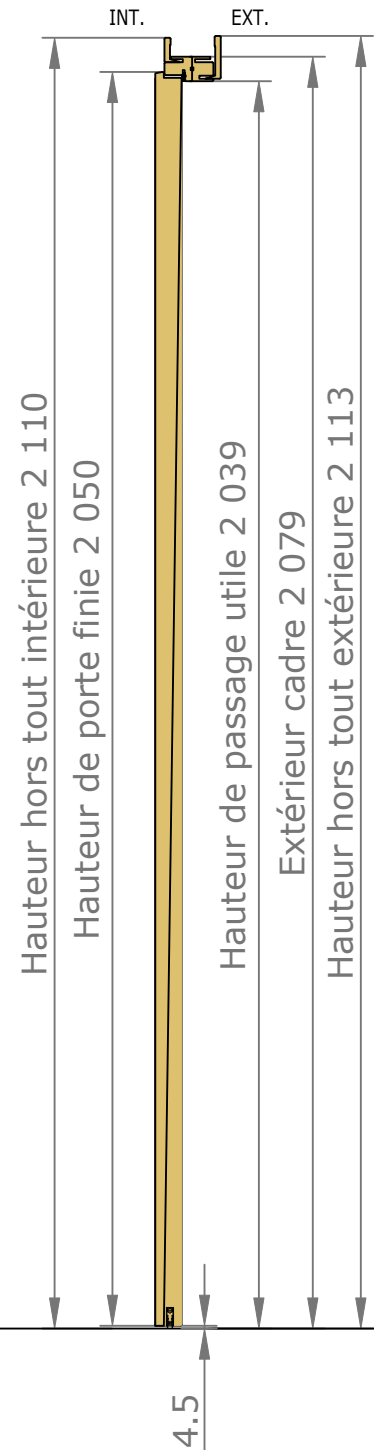 INT.
EXT.
Hauteur hors tout intérieure 2 110
Hauteur de porte finie 2 050
Hauteur de passage utile 2 039
Extérieur cadre 2 079
Hauteur hors tout extérieure 2 113
4.5